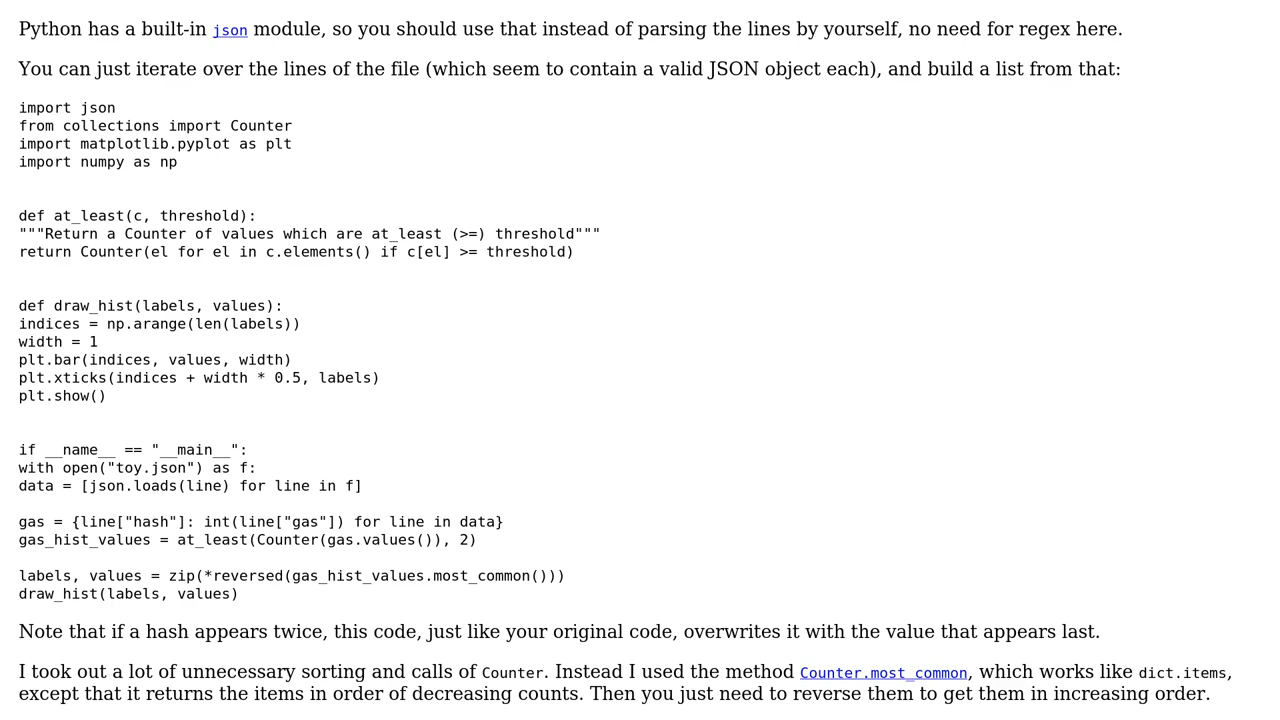 Python has a built-in json module, so you should use that instead of parsing the lines by yourself, no need for regex here.
You can just iterate over the lines of the file (which seem to contain a valid JSON object each), and build a list from that:
import json
from collections import Counter
import matplotlib.pyplot as plt
import numpy as np
def at_least(c, threshold):
"""Return a Counter of values which are at_least (>=) threshold"""
return Counter(el for el in c.elements() if c[el] >= threshold)
def draw_hist(labels, values):
indices = np.arange(len(labels))
width = 1
plt.bar(indices, values, width)
plt.xticks(indices + width * 0.5, labels)
plt.show()
if __name__ == "__main__":
with open("toy.json") as f:
data = [json.loads(line) for line in f]
gas = {line["hash"]: int(line["gas"]) for line in data}
gas_hist_values = at_least(Counter(gas.values()), 2)
labels, values = zip(*reversed(gas_hist_values.most_common()))
draw_hist(labels, values)
Note that if a hash appears twice, this code, just like your original code, overwrites it with the value that appears last.
I took out a lot of unnecessary sorting and calls of Counter. Instead I used the method Counter.most_common, which works like dict.items,
except that it returns the items in order of decreasing counts. Then you just need to reverse them to get them in increasing order.